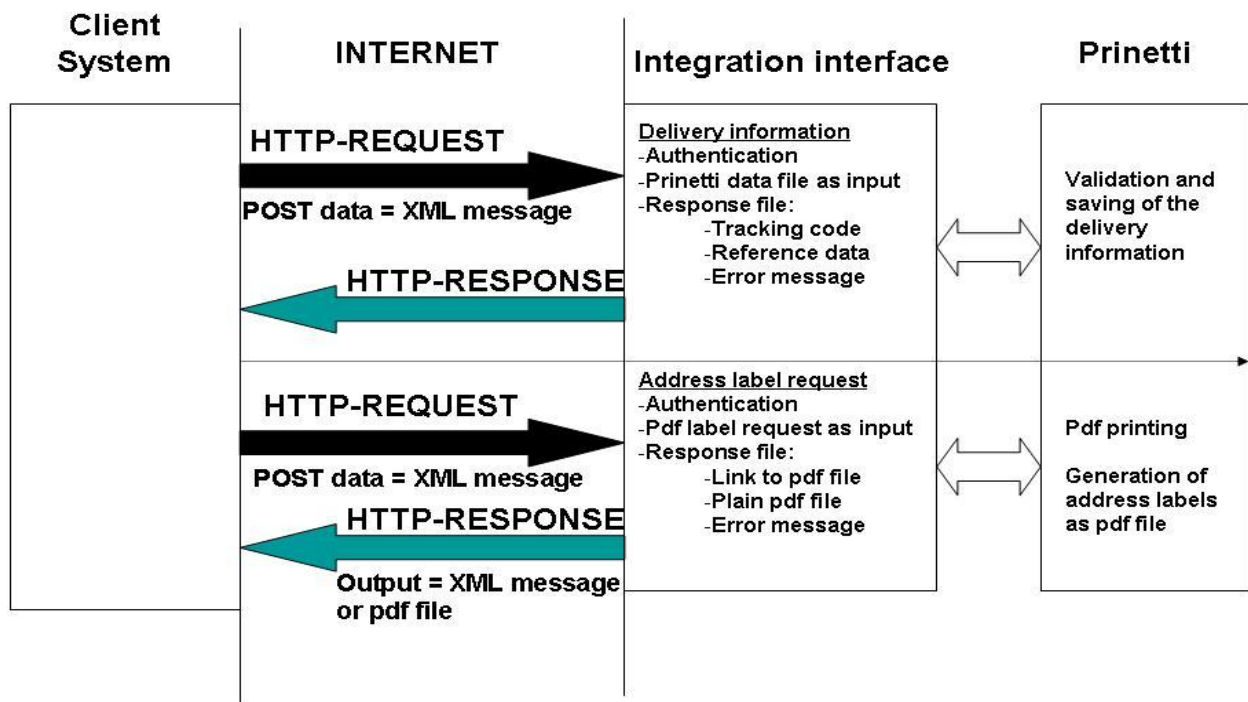 Client
System
INTERNET
Integration interface
Prinetti
HTTP-REQUEST
POST data = XML message
HTTP-RESPONSE
Delivery information
-Authentication
-Prinetti data file as input
-Response file:
-Tracking code
-Reference data
-Error message
Validation and
saving of the
delivery
information
HTTP-REQUEST
POST data = XML message
HTTP-RESPONSE
Output = XML message
or pdf file
Address label request
-Authentication
-Pdf label request as input
-Response file:
-Link to pdf file
-Plain pdf file
-Error message
Pdf printing
Generation of
address labels
as pdf file